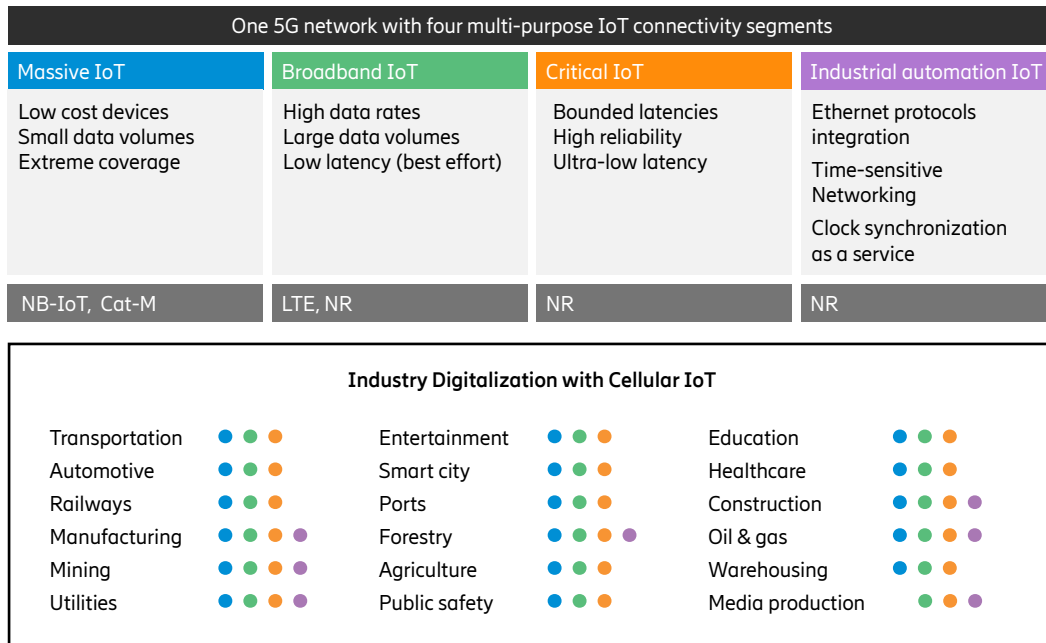 One 5G network with four multi-purpose IoT connectivity segments
Massive IoT
Low cost devices
Small data volumes
Extreme coverage
NB-IoT, Cat-M
Broadband IoT
High data rates
Large data volumes
Low latency (best effort)
LTE, NR
Critical IoT
Bounded latencies
High reliability
Ultra-low latency
NR
Industrial automation IoT
Ethernet protocols
integration
Time-sensitive
Networking
Clock synchronization
as a service
NR
Industry Digitalization with Cellular IoT
Transportation
Automotive
Railways
Manufacturing
Mining
Utilities
Entertainment
Smart city
Ports
Forestry
Agriculture
Public safety
Education
Healthcare
Construction
Oil & gas
Warehousing
Media production